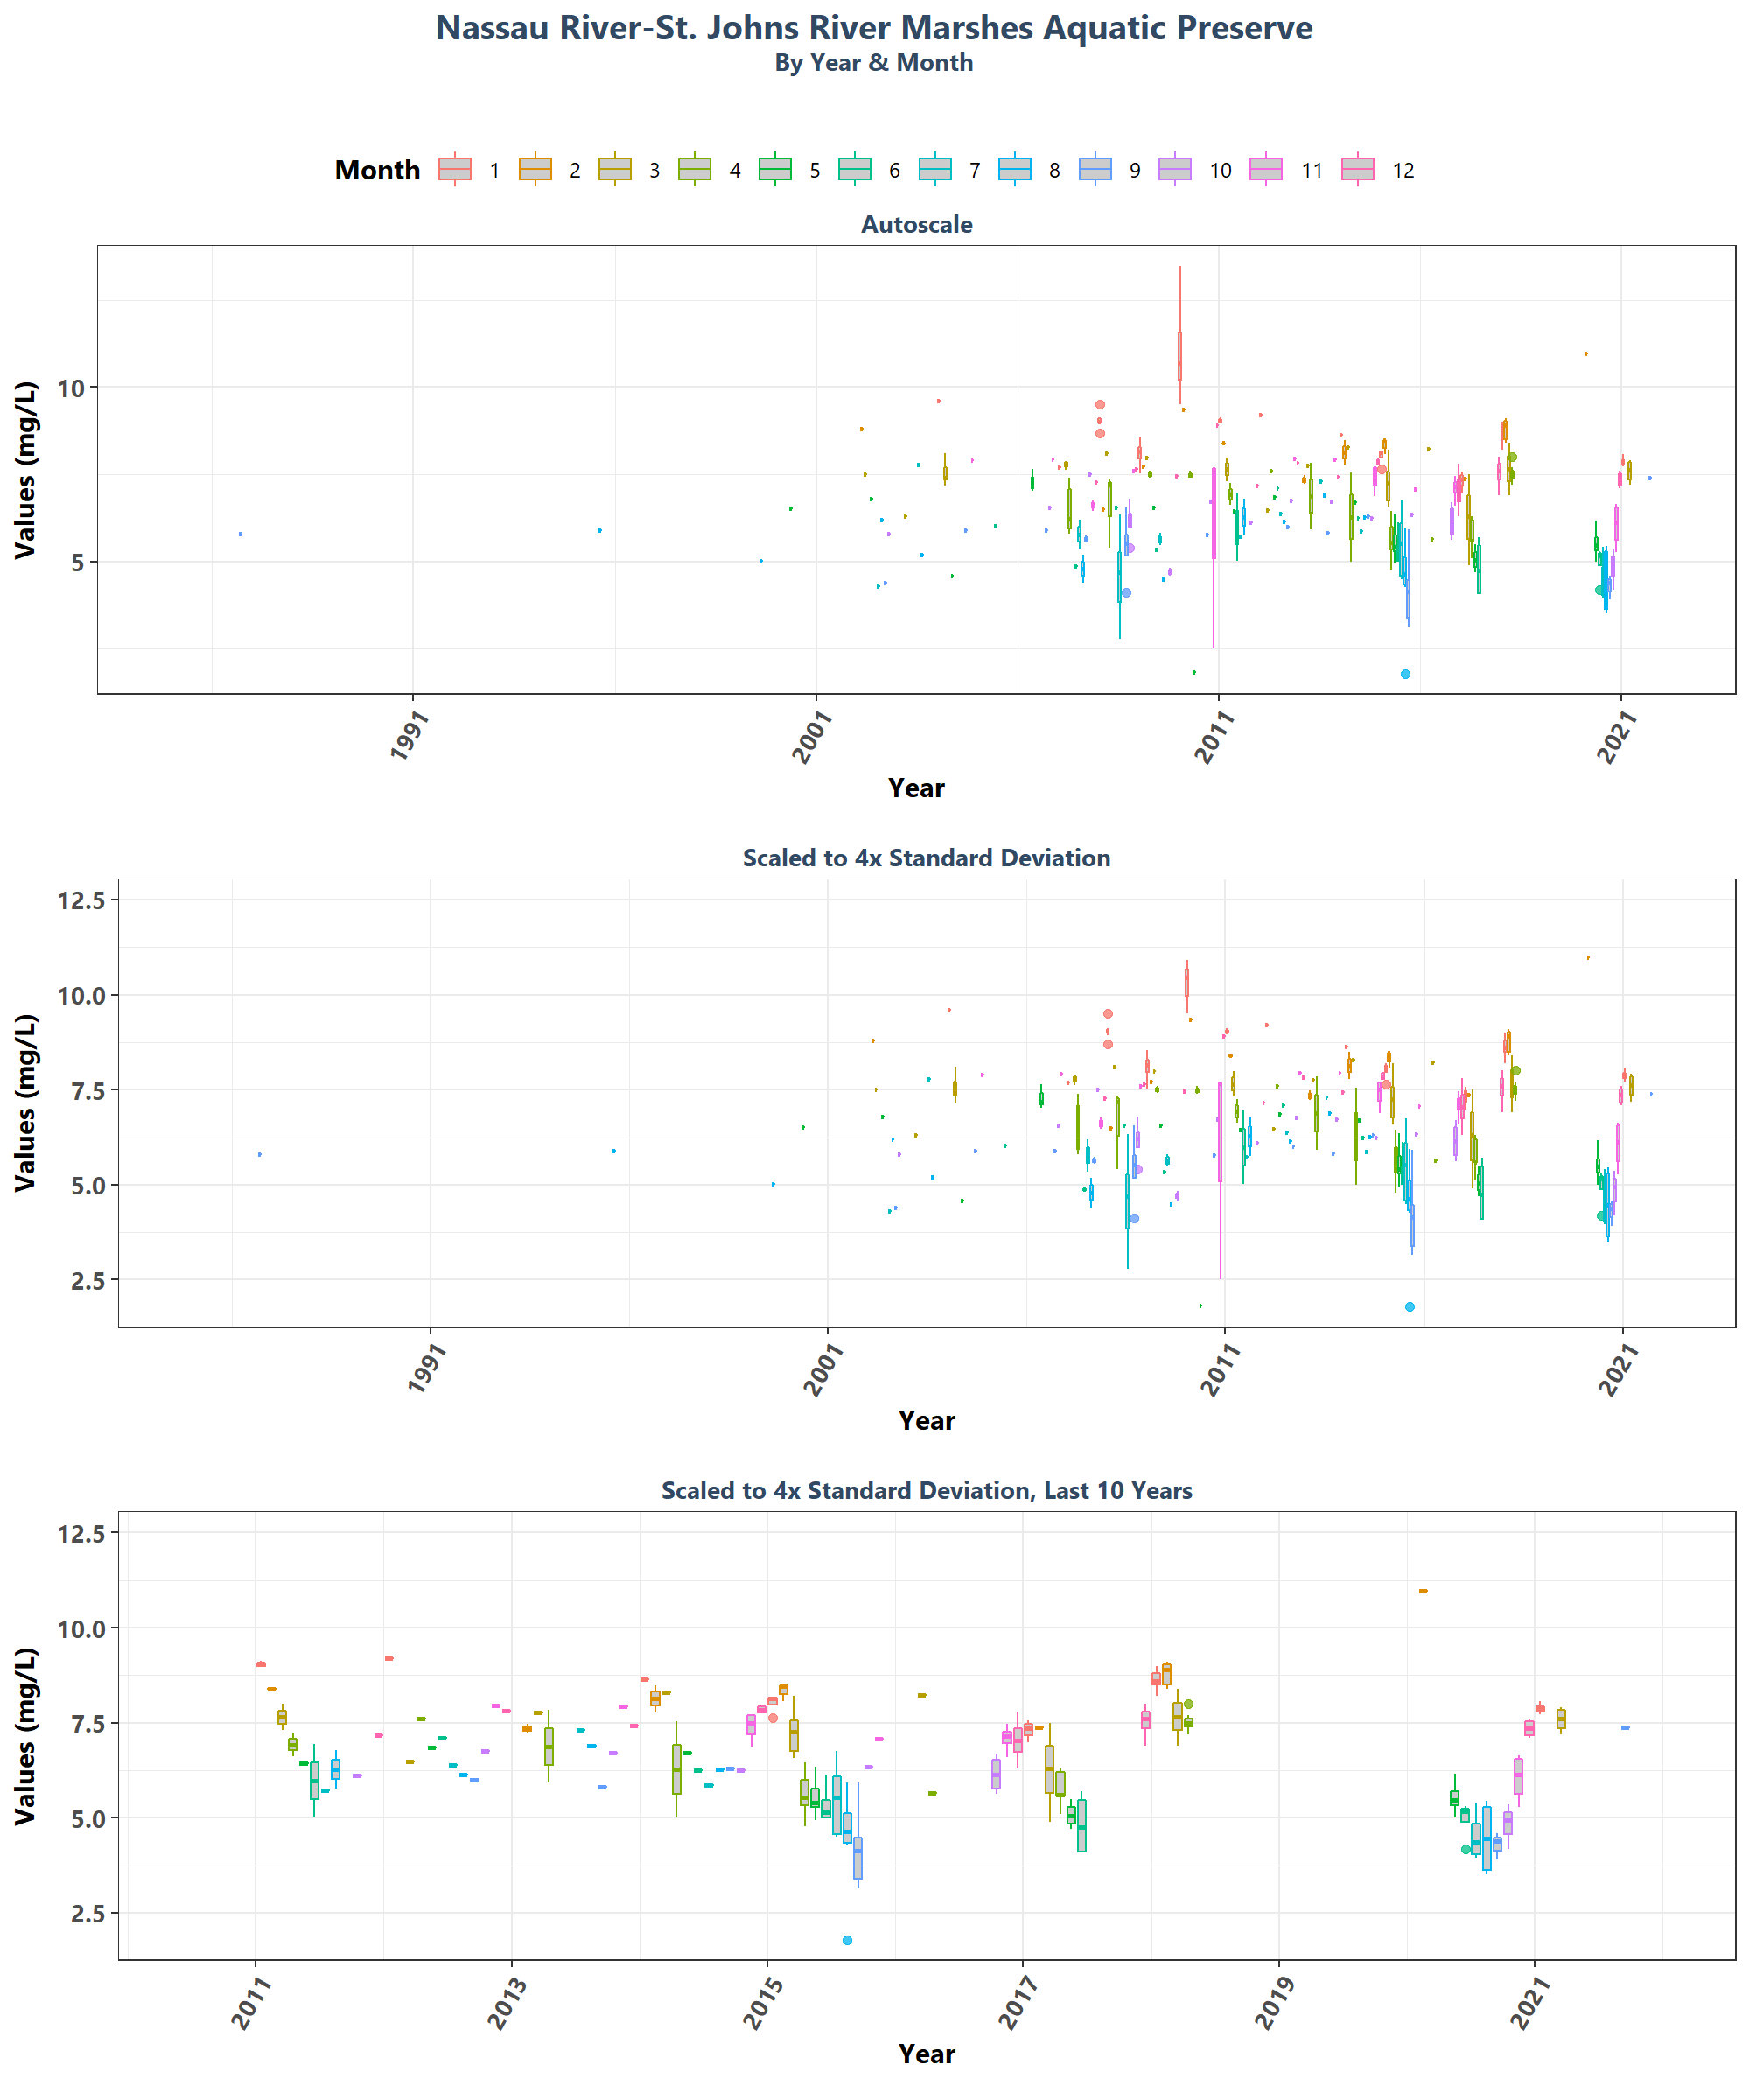 Nassau River-St. Johns River Marshes Aquatic Preserve
By Year & Month
Month 1 2 3 4 5 6 7 8 9 10 11 12
Autoscale
Values (mg/L)
10
5
1991 2001 2011 2021
Year
Scaled to 4x Standard Deviation
Values (mg/L)
12.5
10.0
7.5
5.0
2.5
1991 2001 2011 2021
Year
Scaled to 4x Standard Deviation, Last 10 Years
Values (mg/L)
12.5
10.0
7.5
5.0
2.5
2011 2013 2015 2017 2019 2021
Year